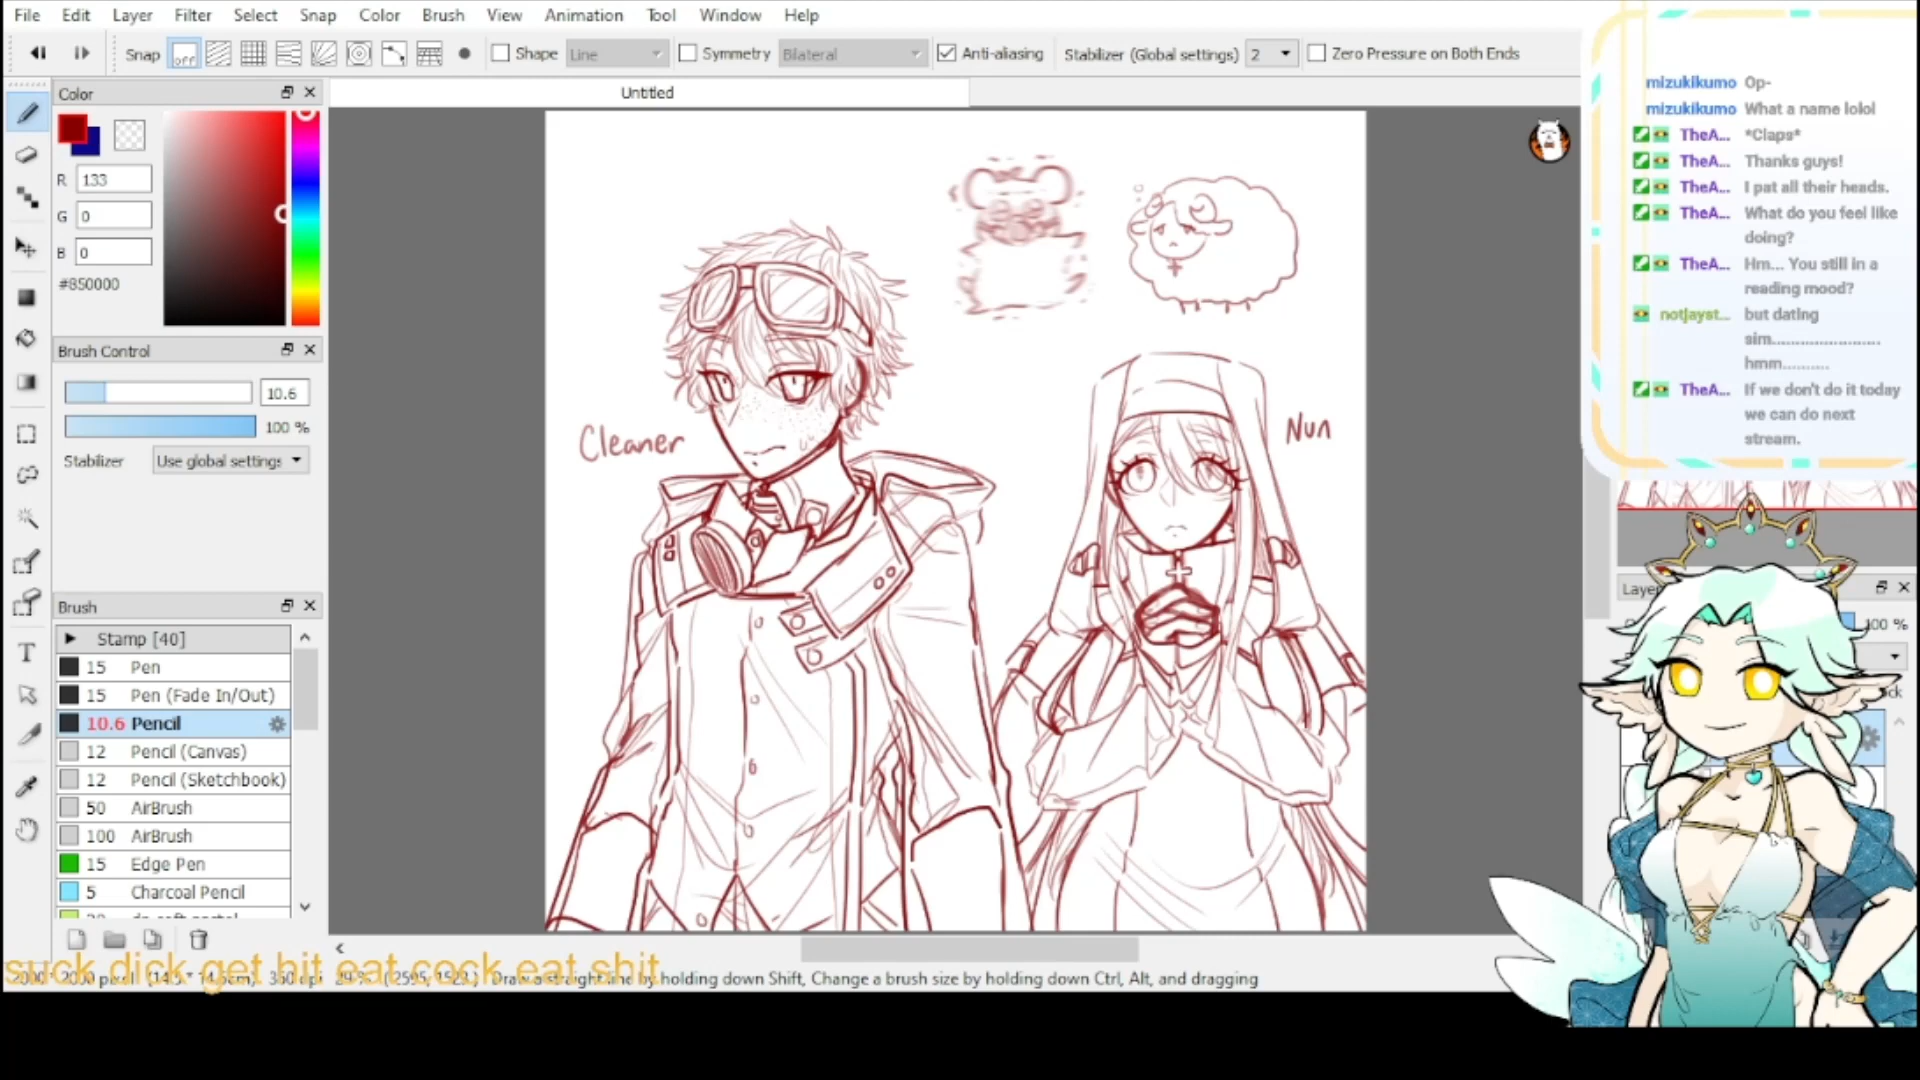 File Edit Layer Filter Select Snap Color Brush View Animation Tool Window Help
Snap off Shape Line Symmetry Bilateral Anti-aliasing Stabilizer (Global settings) 2 Zero Pressure on Both Ends
Color
Untitled
R 133
G 0
B 0
#850000
Brush Control
10.6
100 %
Stabilizer Use global settings
Brush
Stamp [40]
15 Pen
15 Pen (Fade In/Out)
10.6 Pencil
12 Pencil (Canvas)
12 Pencil (Sketchbook)
50 AirBrush
100 AirBrush
15 Edge Pen
5 Charcoal Pencil
T
Cleaner
Nun
mizukikumo Op-
mizukikumo What a name lolol
TheA... *Claps*
TheA... Thanks guys!
TheA... I pat all their heads.
TheA... What do you feel like
doing?
TheA... Hm... You still in a
reading mood?
notjayst... but dating
sim........................
hmm..........
TheA... If we don't do it today
we can do next
stream.
100 %
suck dick get hit eat cock eat shit
Draw a straight line by holding down Shift, Change a brush size by holding down Ctrl, Alt, and dragging